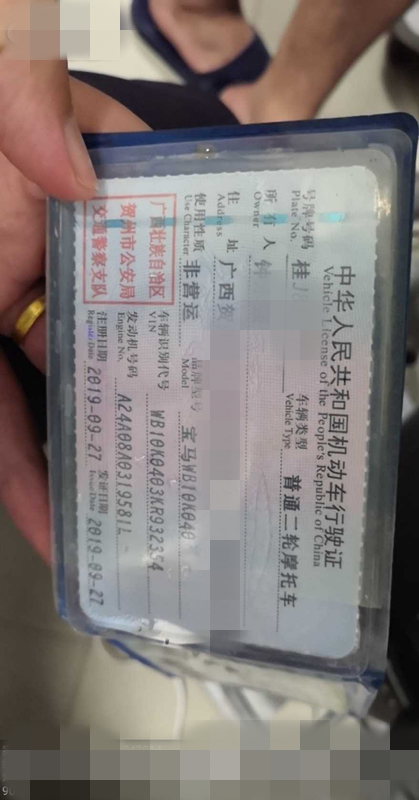 中华人民共和国机动车行驶证
Vehicle License of the People's Republic of China
号牌号码 桂J 车辆类型 普通二轮摩托车
Plate No. Vehicle Type
所有人 钟
Owner
住址 广西贺
Address
使用性质 非营运 品牌型号 宝马WB10K040
Use Character Model
广西壮族自治区
贺州市公安局
交通警察支队
车辆识别代号 WB10K0403KR932354
VIN
发动机号码 A24A08A0319581L
Engine No.
注册日期 2019-09-27 发证日期 2019-09-27
Register Date Issue Date